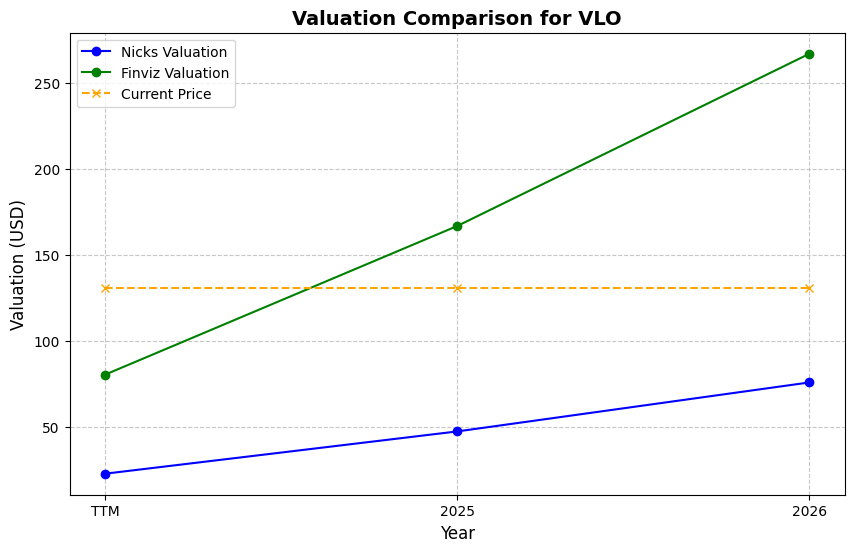 Valuation Comparison for VLO
Nicks Valuation
Finviz Valuation
Current Price
Valuation (USD)
250
200
150
100
50
TTM
2025
2026
Year